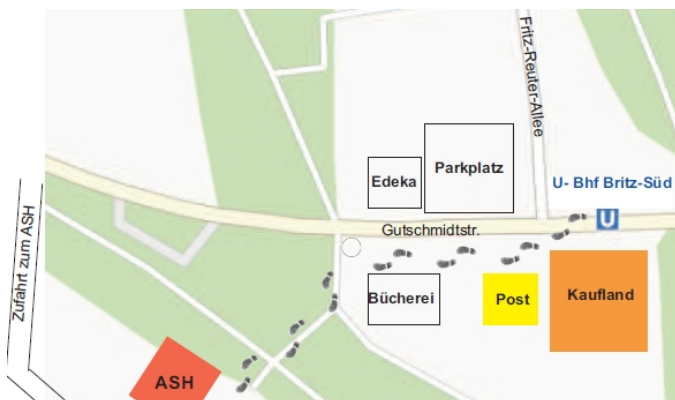 Fritz-Reuter-Allee
Edeka
Parkplatz
U- Bhf Britz-Süd
U
Gutschmidtstr.
Zufahrt zum ASH
Bücherei
Post
Kaufland
ASH